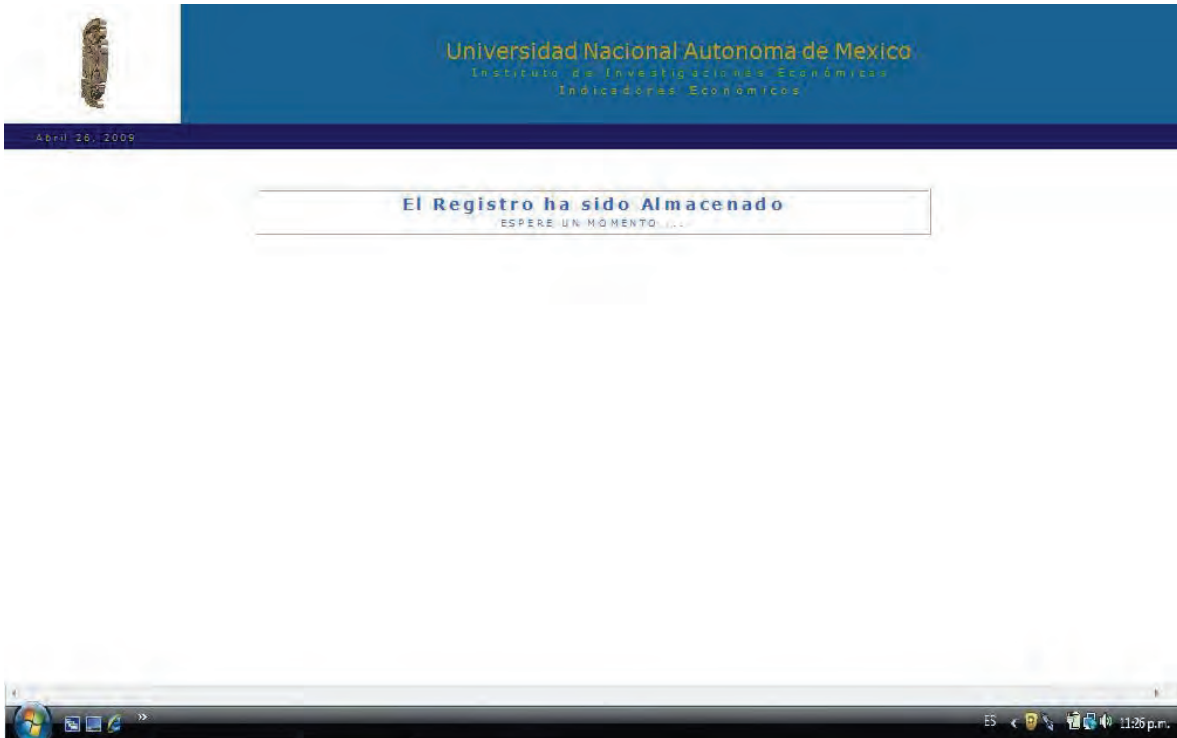 Universidad Nacional Autonoma de Mexico
Instituto de Investigaciones Económicas
Indicadores Económicos
Abril 26, 2009
El Registro ha sido Almacenado
ESPERE UN MOMENTO ...
ES
11:26 p.m.